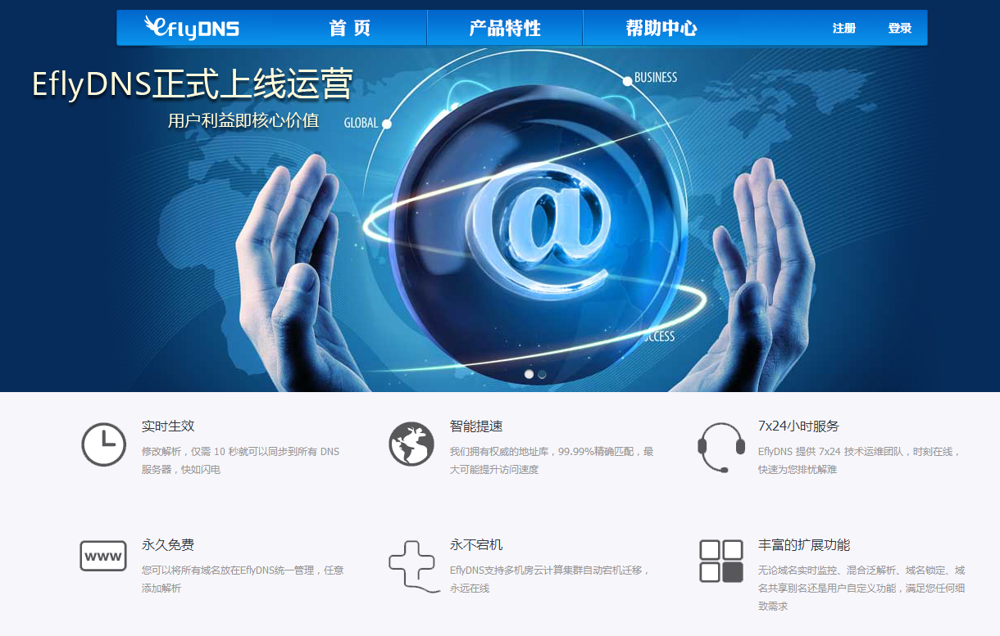 eflyDNS
首 页
产品特性
帮助中心
注册
登录
EflyDNS正式上线运营
用户利益即核心价值
BUSINESS
GLOBAL
@
CCESS
实时生效
修改解析，仅需 10 秒就可以同步到所有 DNS
服务器，快如闪电
智能提速
我们拥有权威的地址库，99.99%精确匹配，最
大可能提升访问速度
7x24小时服务
EflyDNS 提供 7x24 技术运维团队，时刻在线，
快速为您排忧解难
www
永久免费
您可以将所有域名放在EflyDNS统一管理，任意
添加解析
永不宕机
EflyDNS支持多机房云计算集群自动宕机迁移，
永远在线
丰富的扩展功能
无论域名实时监控、混合泛解析、域名锁定、域
名共享别名还是用户自定义功能，满足您任何细
致需求